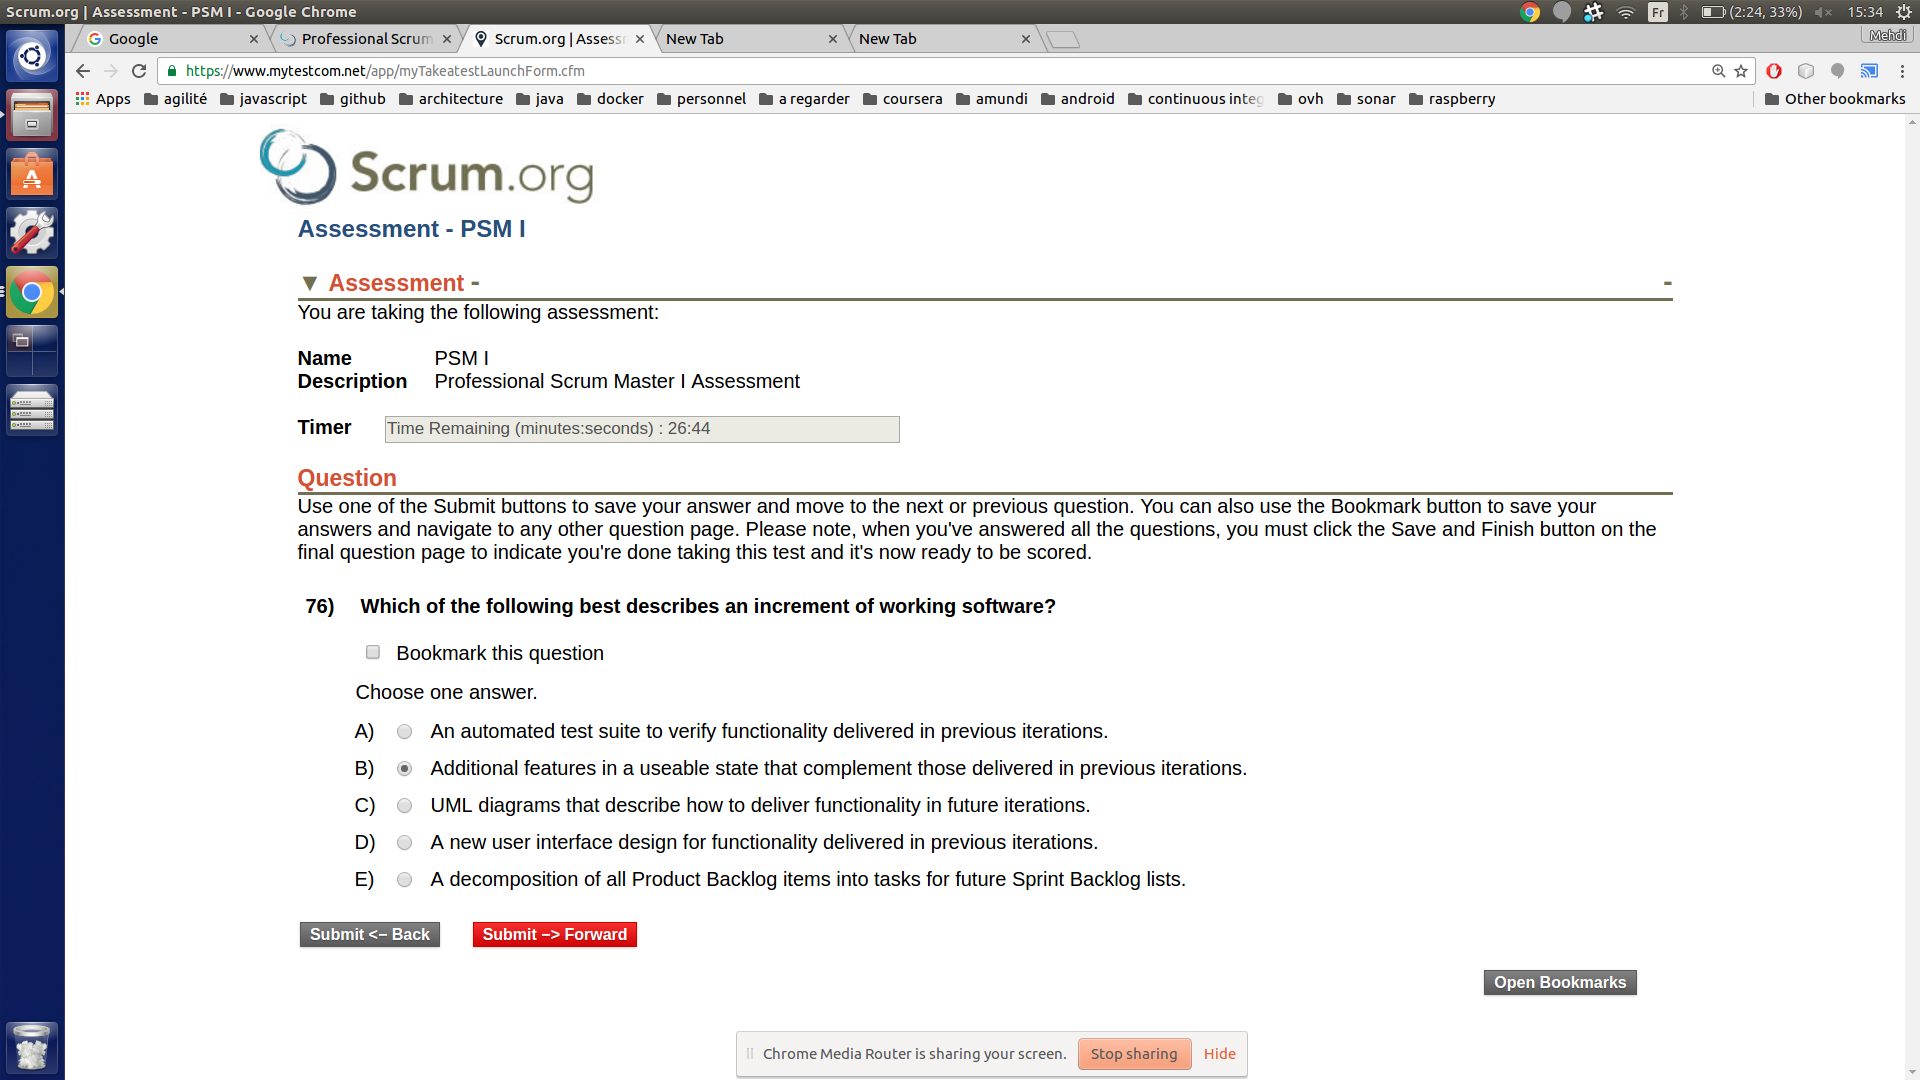 Scrum.org | Assessment - PSM I - Google Chrome
Fr
(2:24, 33%)
15:34
Google
Professional Scrum
Scrum.org | Assess
New Tab
New Tab
Mehdi
https://www.mytestcom.net/app/myTakeatestLaunchForm.cfm
Apps
agilité
javascript
github
architecture
java
docker
personnel
a regarder
coursera
amundi
android
continuous integ
ovh
sonar
raspberry
Other bookmarks
Scrum.org
Assessment - PSM I
▼ Assessment -
-
You are taking the following assessment:
Name PSM I
Description Professional Scrum Master I Assessment
Timer Time Remaining (minutes:seconds) : 26:44
Question
Use one of the Submit buttons to save your answer and move to the next or previous question. You can also use the Bookmark button to save your
answers and navigate to any other question page. Please note, when you've answered all the questions, you must click the Save and Finish button on the
final question page to indicate you're done taking this test and it's now ready to be scored.
76) Which of the following best describes an increment of working software?
Bookmark this question
Choose one answer.
A) An automated test suite to verify functionality delivered in previous iterations.
B) Additional features in a useable state that complement those delivered in previous iterations.
C) UML diagrams that describe how to deliver functionality in future iterations.
D) A new user interface design for functionality delivered in previous iterations.
E) A decomposition of all Product Backlog items into tasks for future Sprint Backlog lists.
Submit <– Back
Submit –> Forward
Open Bookmarks
Chrome Media Router is sharing your screen.
Stop sharing
Hide